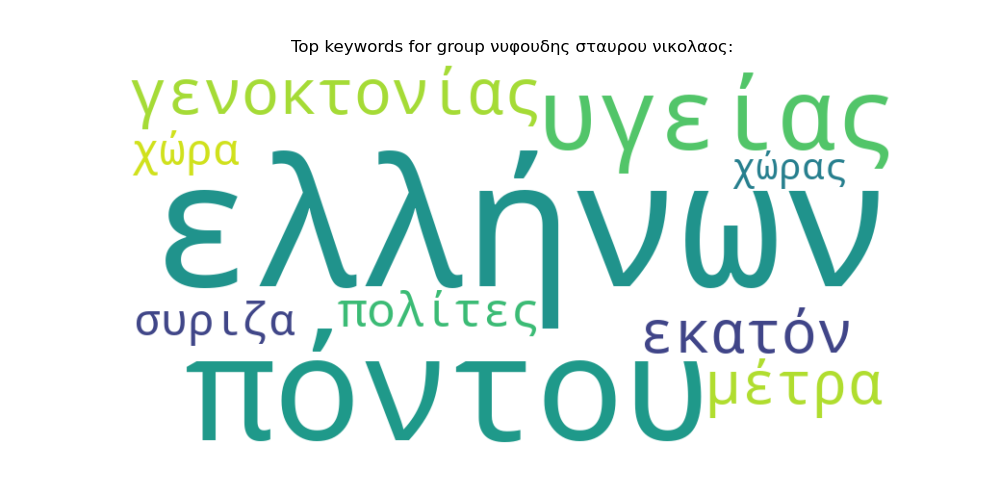 Top keywords for group νυφουδης σταυρου νικολαος:
γενοκτονίας
υγείας
χώρα
χώρας
ελλήνων
πολίτες
συριζα
εκατόν
πόντου
μέτρα